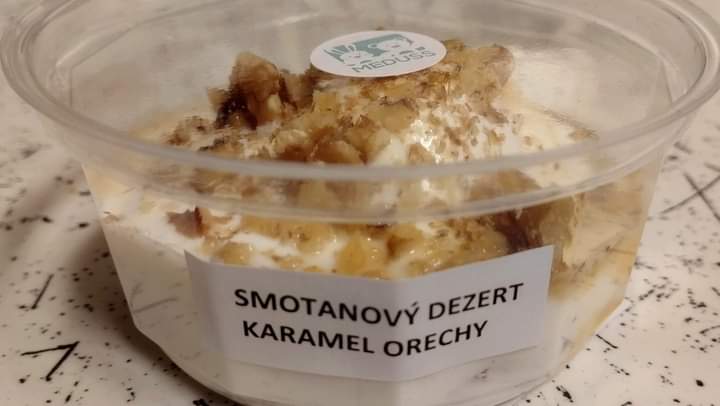 MEDUSS
SMOTANOVÝ DEZERT
KARAMEL ORECHY